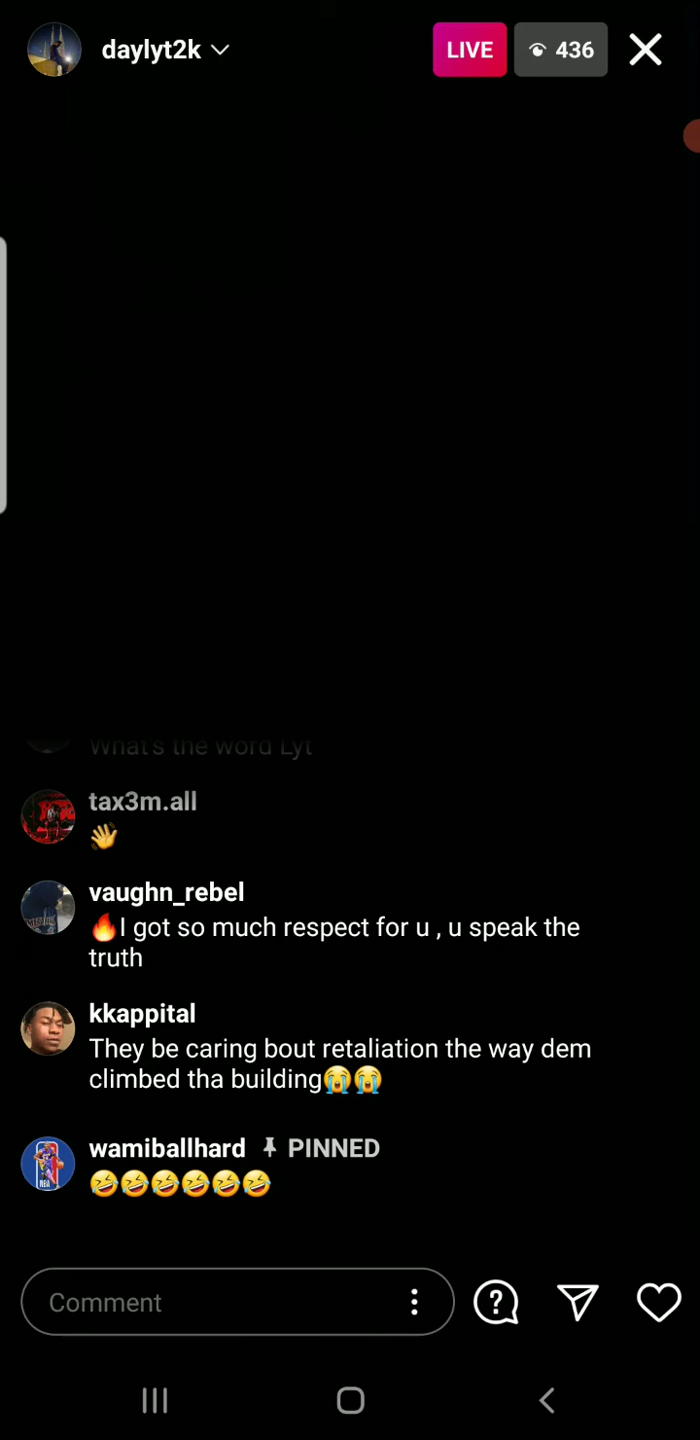 daylyt2k
LIVE
436
What's the word Lyt
tax3m.all
👋
vaughn_rebel
🔥I got so much respect for u , u speak the
truth
kkappital
They be caring bout retaliation the way dem
climbed tha building😭😭
wamiballhard PINNED
🤣🤣🤣🤣🤣🤣
Comment